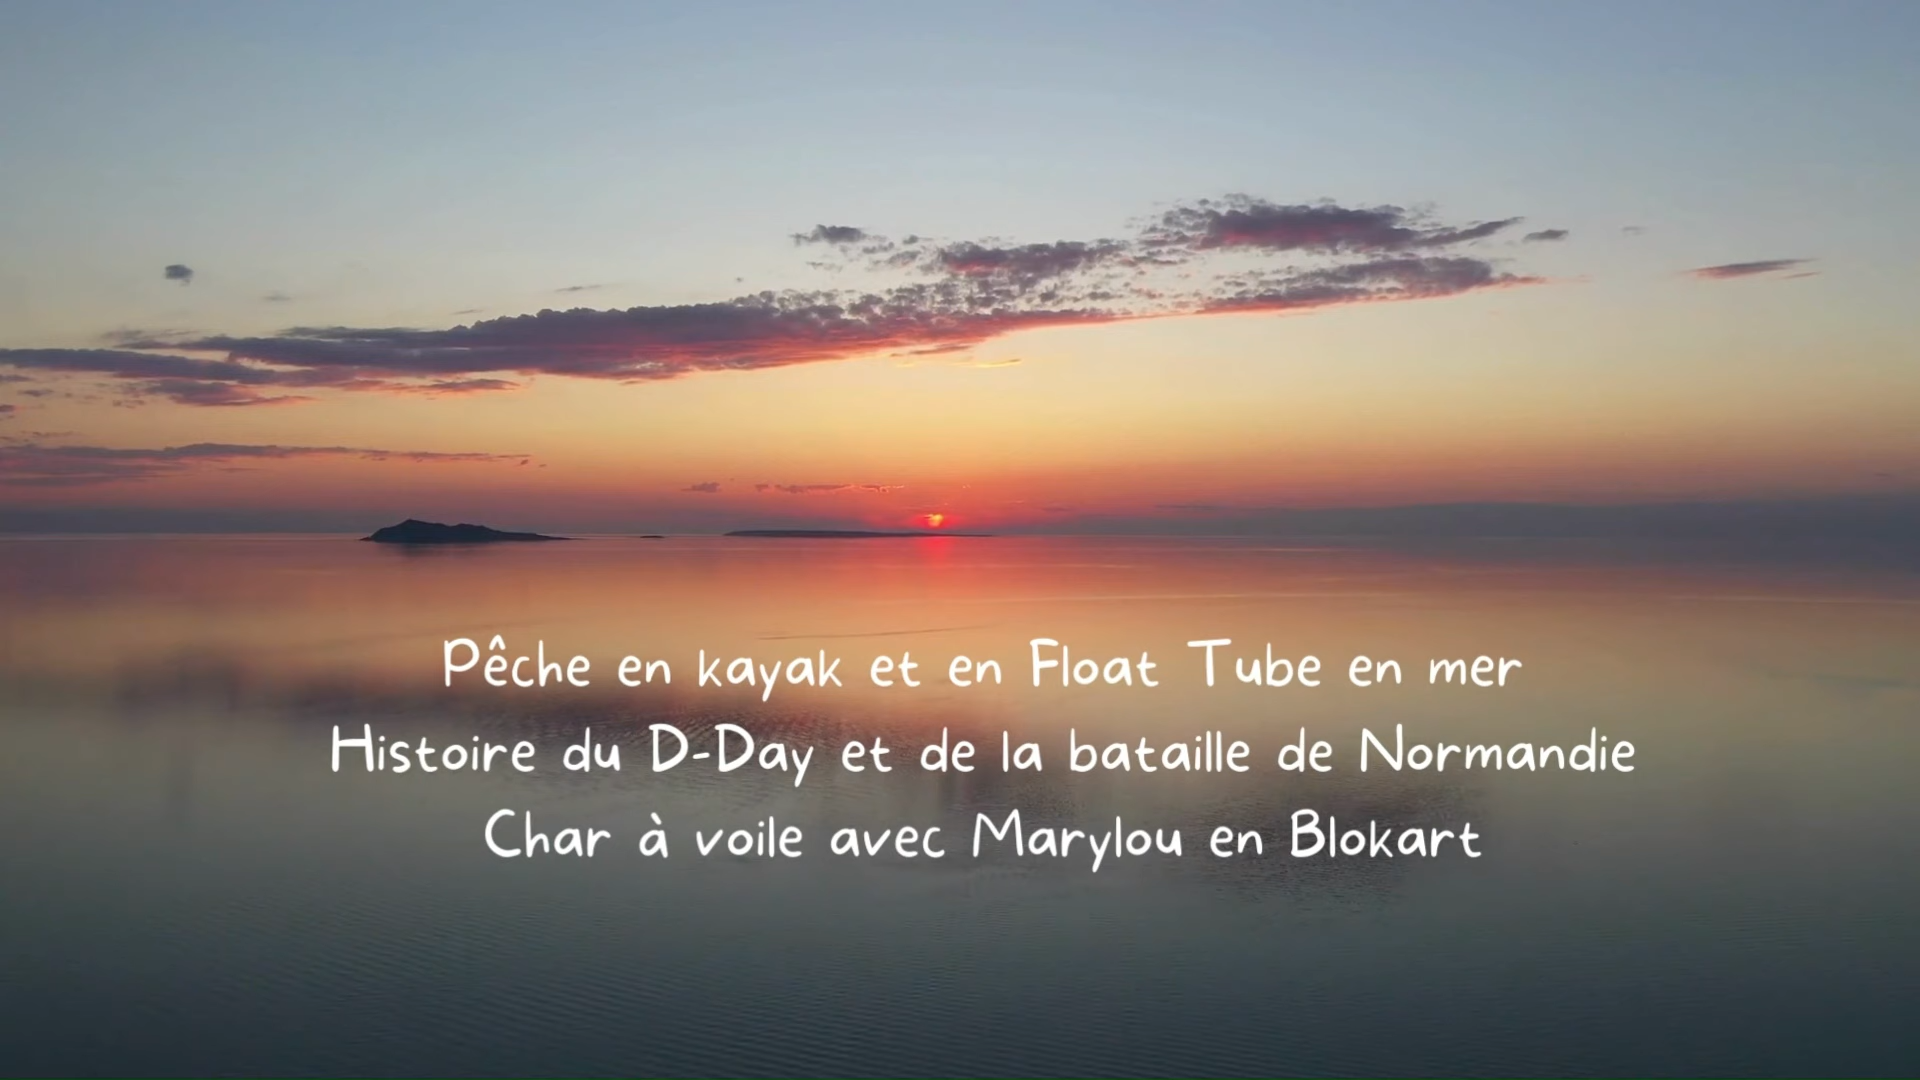 Pêche en kayak et en Float Tube en mer
Histoire du D-Day et de la bataille de Normandie
Char à voile avec Marylou en Blokart